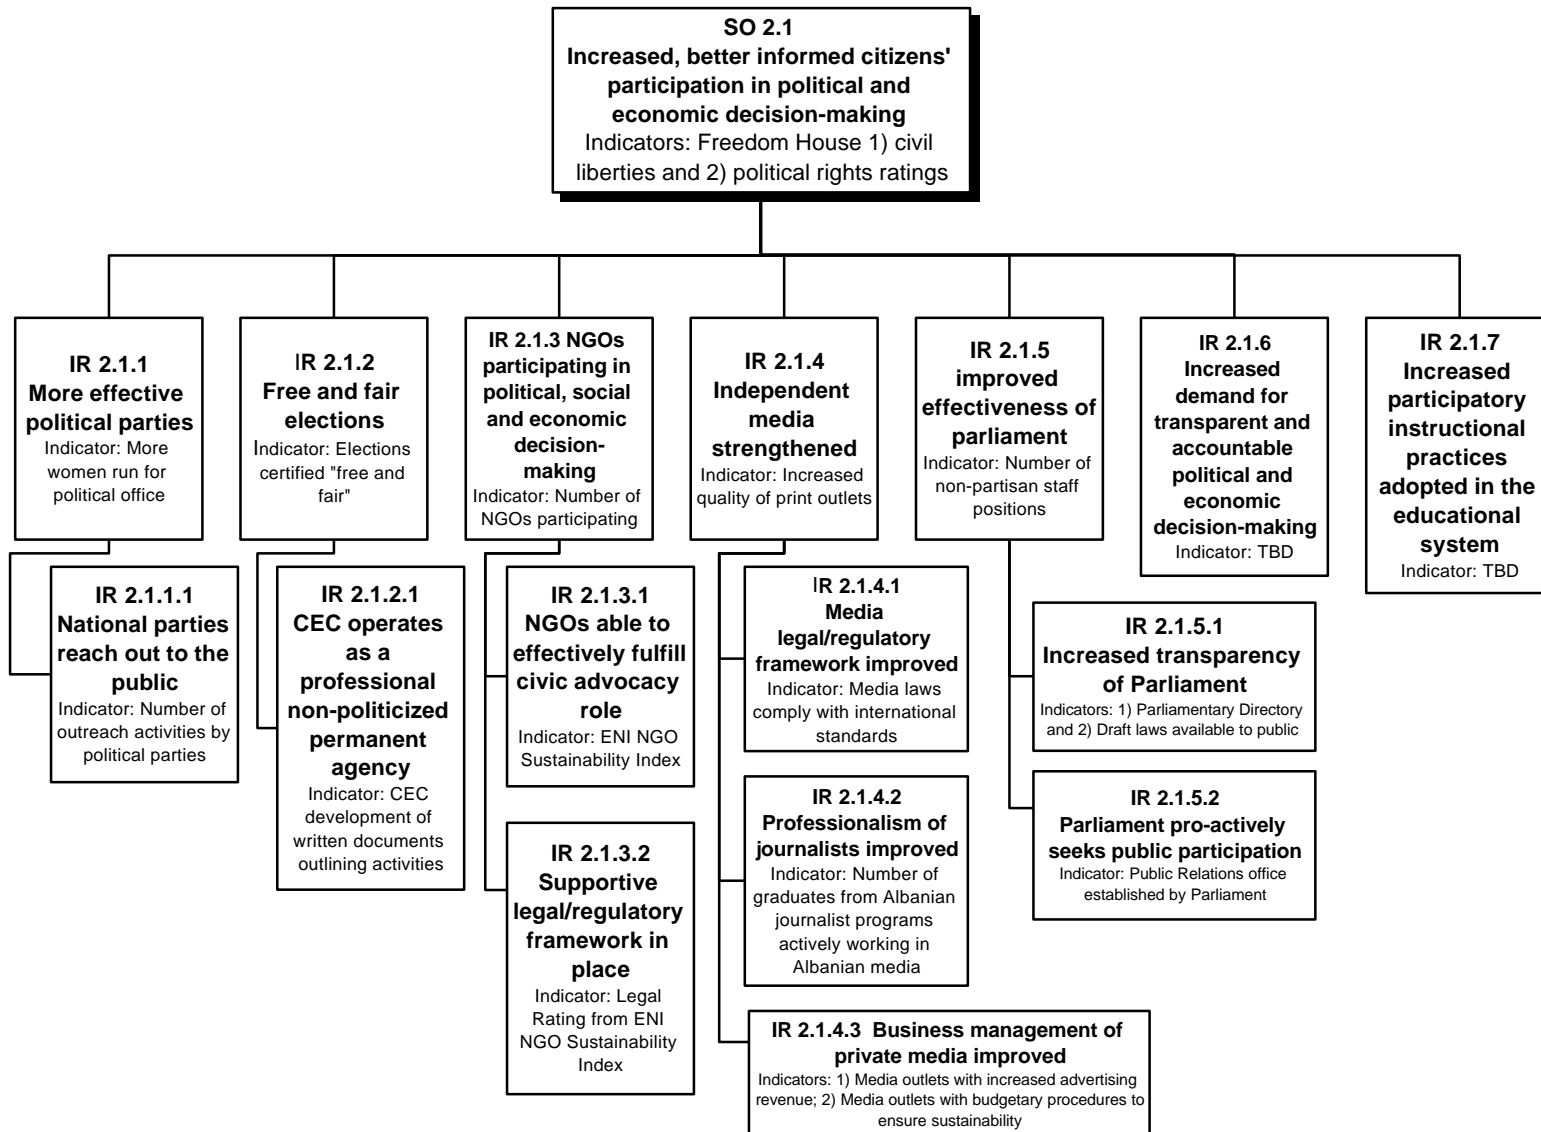 SO 2.1
Increased, better informed citizens'
participation in political and
economic decision-making
Indicators: Freedom House 1) civil
liberties and 2) political rights ratings
IR 2.1.1
More effective
political parties
Indicator: More
women run for
political office
IR 2.1.2
Free and fair
elections
Indicator: Elections
certified "free and
fair"
IR 2.1.3 NGOs
participating in
political, social
and economic
decision-
making
Indicator: Number of
NGOs participating
IR 2.1.4
Independent
media
strengthened
Indicator: Increased
quality of print outlets
IR 2.1.5
improved
effectiveness of
parliament
Indicator: Number of
non-partisan staff
positions
IR 2.1.6
Increased
demand for
transparent and
accountable
political and
economic
decision-making
Indicator: TBD
IR 2.1.7
Increased
participatory
instructional
practices
adopted in the
educational
system
Indicator: TBD
IR 2.1.1.1
National parties
reach out to the
public
Indicator: Number of
outreach activities by
political parties
IR 2.1.2.1
CEC operates
as a
professional
non-politicized
permanent
agency
Indicator: CEC
development of
written documents
outlining activities
IR 2.1.3.1
NGOs able to
effectively fulfill
civic advocacy
role
Indicator: ENI NGO
Sustainability Index
IR 2.1.3.2
Supportive
legal/regulatory
framework in
place
Indicator: Legal
Rating from ENI
NGO Sustainability
Index
IR 2.1.4.1
Media
legal/regulatory
framework improved
Indicator: Media laws
comply with international
standards
IR 2.1.4.2
Professionalism of
journalists improved
Indicator: Number of
graduates from Albanian
journalist programs
actively working in
Albanian media
IR 2.1.4.3 Business management of
private media improved
Indicators: 1) Media outlets with increased advertising
revenue; 2) Media outlets with budgetary procedures to
ensure sustainability
IR 2.1.5.1
Increased transparency
of Parliament
Indicators: 1) Parliamentary Directory
and 2) Draft laws available to public
IR 2.1.5.2
Parliament pro-actively
seeks public participation
Indicator: Public Relations office
established by Parliament